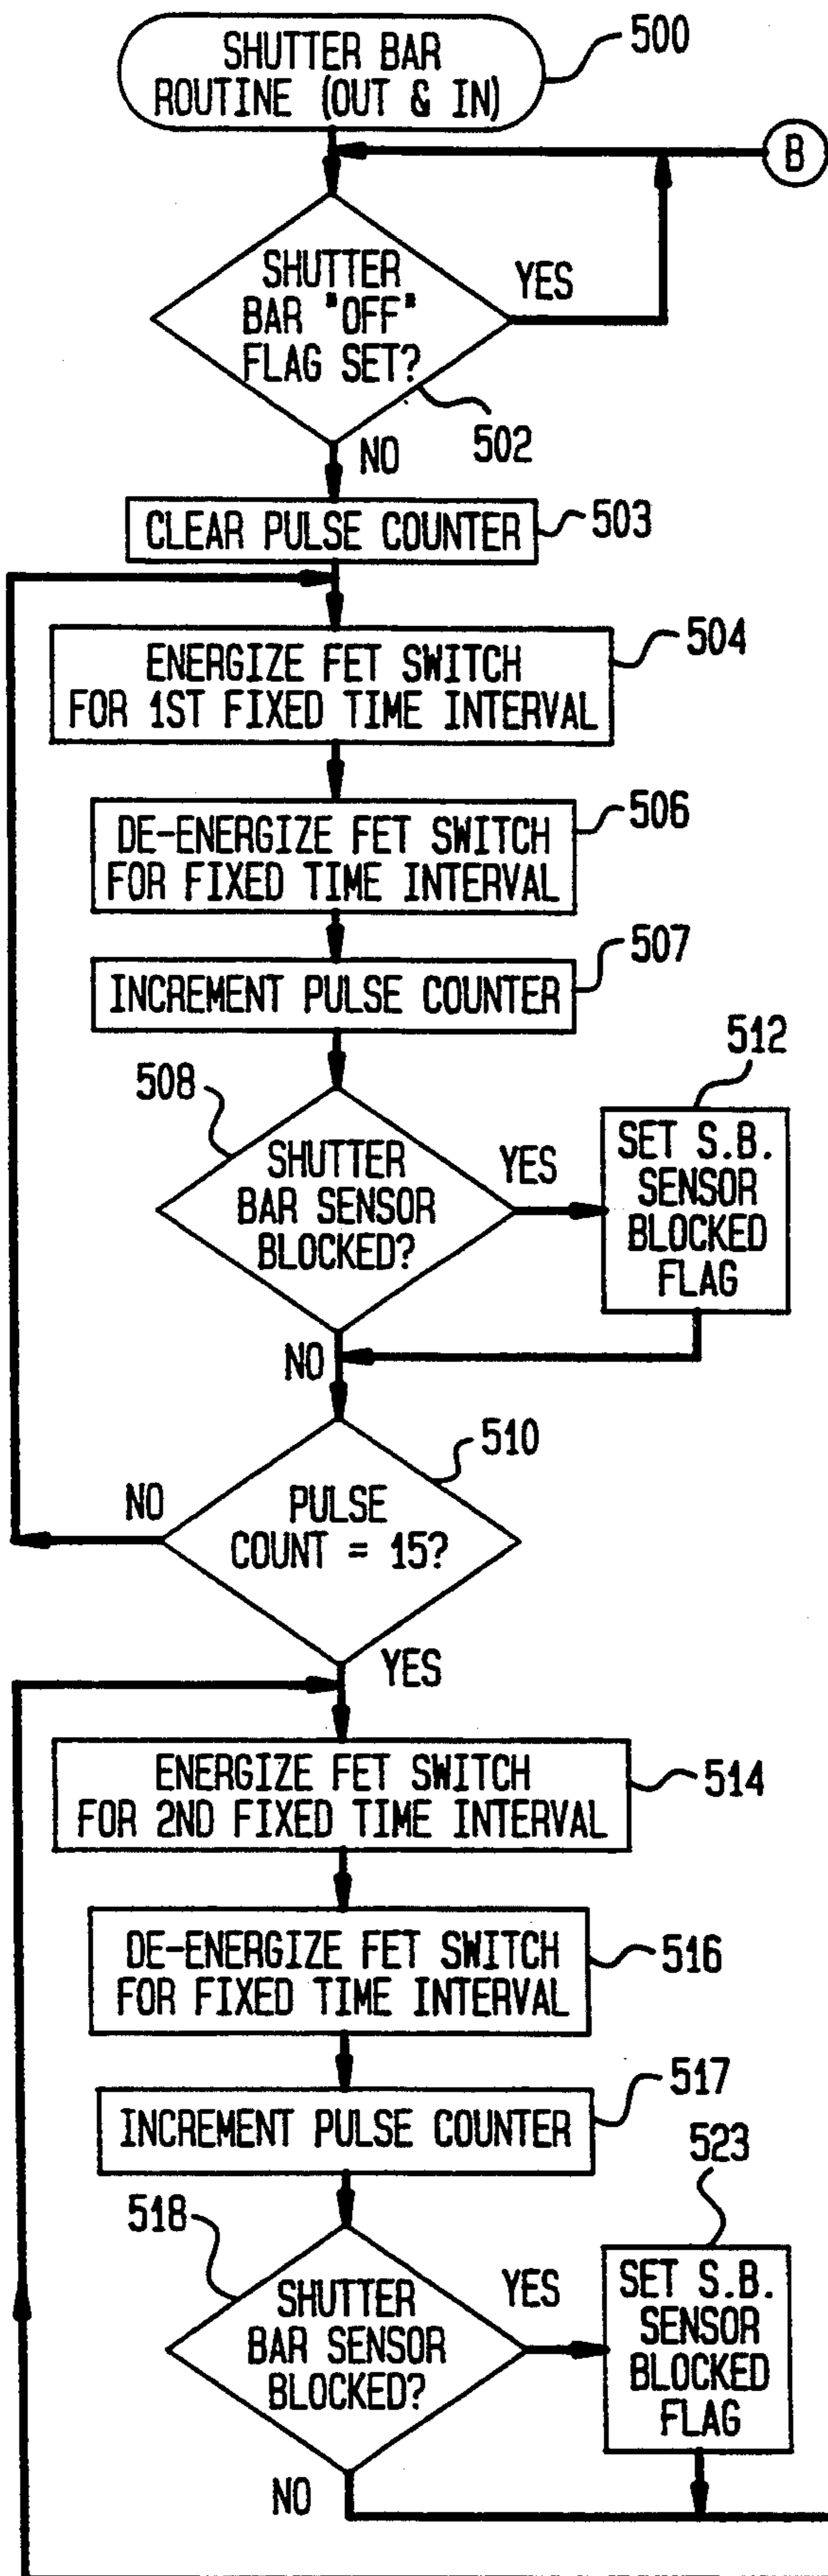 SHUTTER BAR
ROUTINE (OUT & IN)
500
B
SHUTTER
BAR "OFF"
FLAG SET?
YES
502
NO
CLEAR PULSE COUNTER
503
ENERGIZE FET SWITCH
FOR 1ST FIXED TIME INTERVAL
504
DE-ENERGIZE FET SWITCH
FOR FIXED TIME INTERVAL
506
INCREMENT PULSE COUNTER
507
508
SHUTTER
BAR SENSOR
BLOCKED?
YES
512
SET S.B.
SENSOR
BLOCKED
FLAG
NO
510
PULSE
COUNT = 15?
NO
YES
ENERGIZE FET SWITCH
FOR 2ND FIXED TIME INTERVAL
514
DE-ENERGIZE FET SWITCH
FOR FIXED TIME INTERVAL
516
INCREMENT PULSE COUNTER
517
518
SHUTTER
BAR SENSOR
BLOCKED?
YES
523
SET S.B.
SENSOR
BLOCKED
FLAG
NO